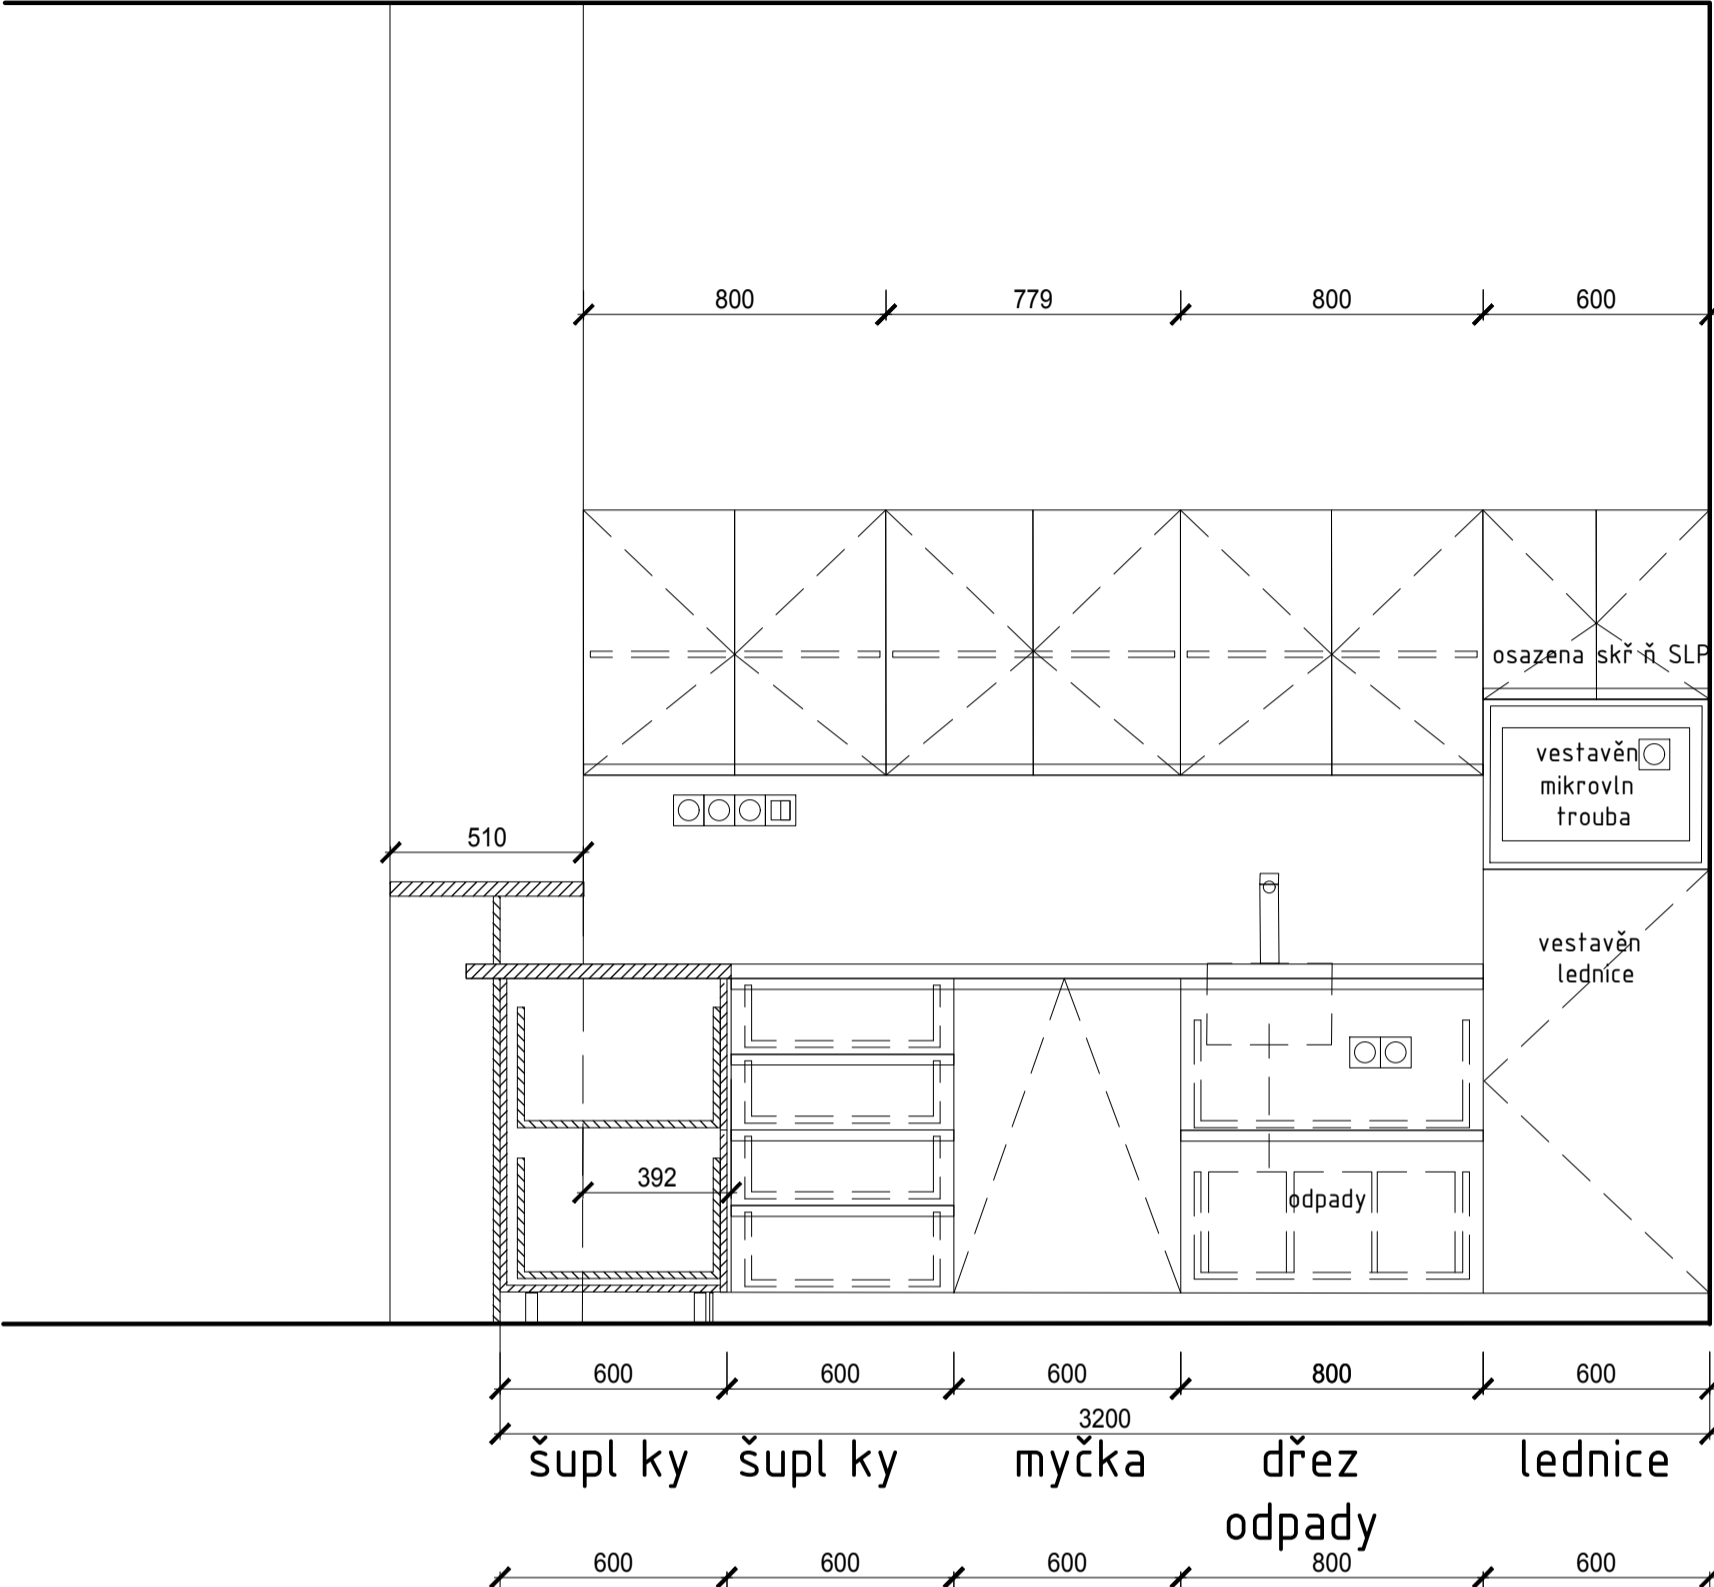 800 779 800 600
osazena skř ň SLP
vestavěn
mikrovln
trouba
510
vestavěn
lednice
392
odpady
600 600 600 800 600
3200
šupl ky šupl ky myčka dřez lednice
odpady
600 600 600 800 600